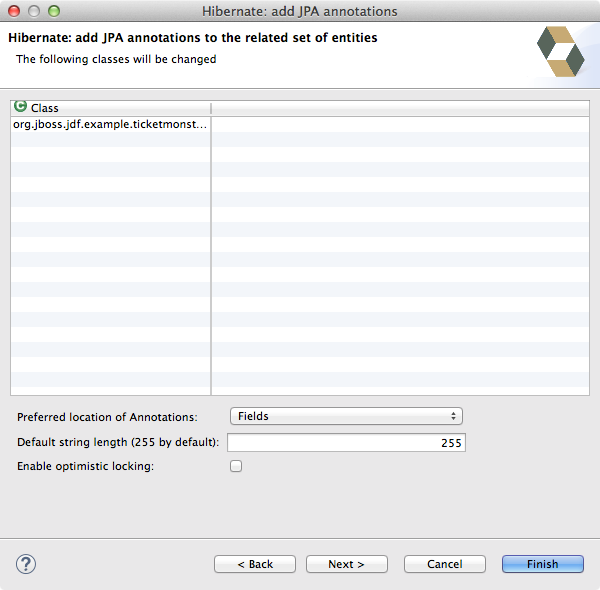 Hibernate: add JPA annotations
Hibernate: add JPA annotations to the related set of entities
The following classes will be changed
C Class
org.jboss.jdf.example.ticketmonst...
Preferred location of Annotations: Fields
Default string length (255 by default): 255
Enable optimistic locking:
? < Back Next > Cancel Finish